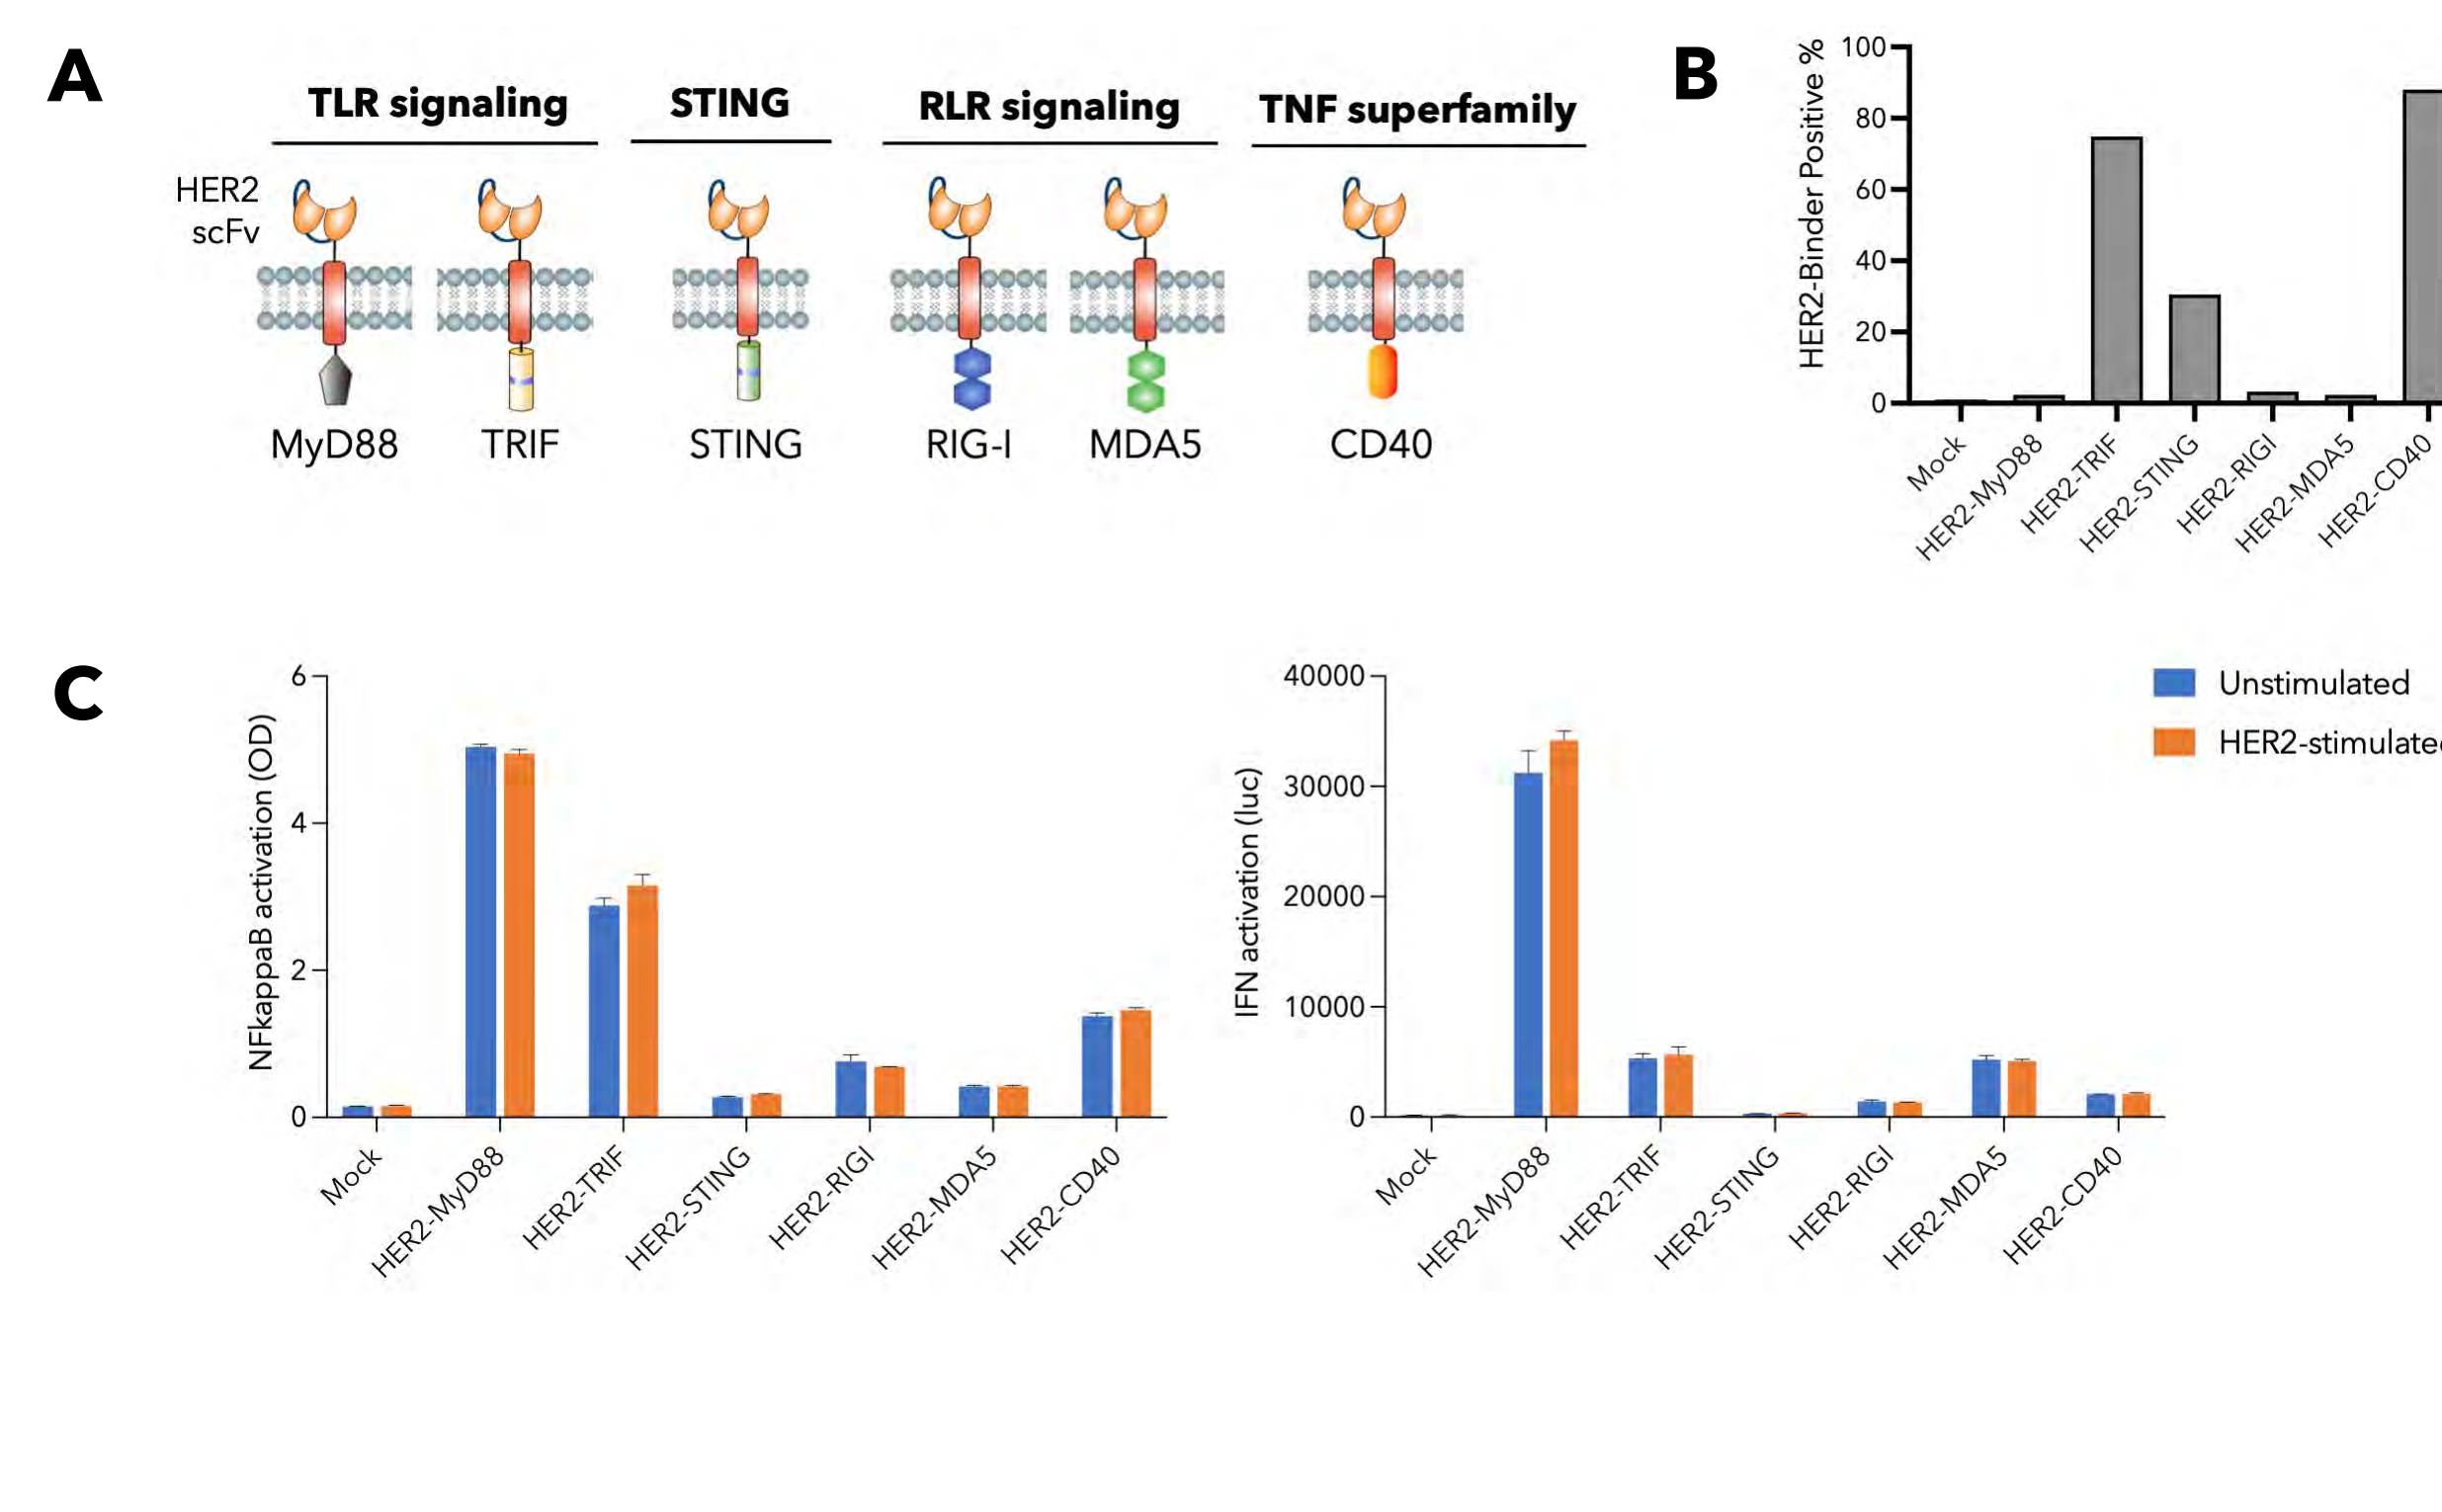 A
TLR signaling
STING
RLR signaling
TNF superfamily
HER2
scFv
MyD88
TRIF
STING
RIG-I
MDA5
CD40
B
HER2-Binder Positive %
100
80
60
40
20
0
Mock
HER2-MyD88
HER2-TRIF
HER2-STING
HER2-RIGI
HER2-MDA5
HER2-CD40
C
NFkappaB activation (OD)
6
4
2
0
Mock
HER2-MyD88
HER2-TRIF
HER2-STING
HER2-RIGI
HER2-MDA5
HER2-CD40
IFN activation (luc)
40000
30000
20000
10000
0
Mock
HER2-MyD88
HER2-TRIF
HER2-STING
HER2-RIGI
HER2-MDA5
HER2-CD40
Unstimulated
HER2-stimulated